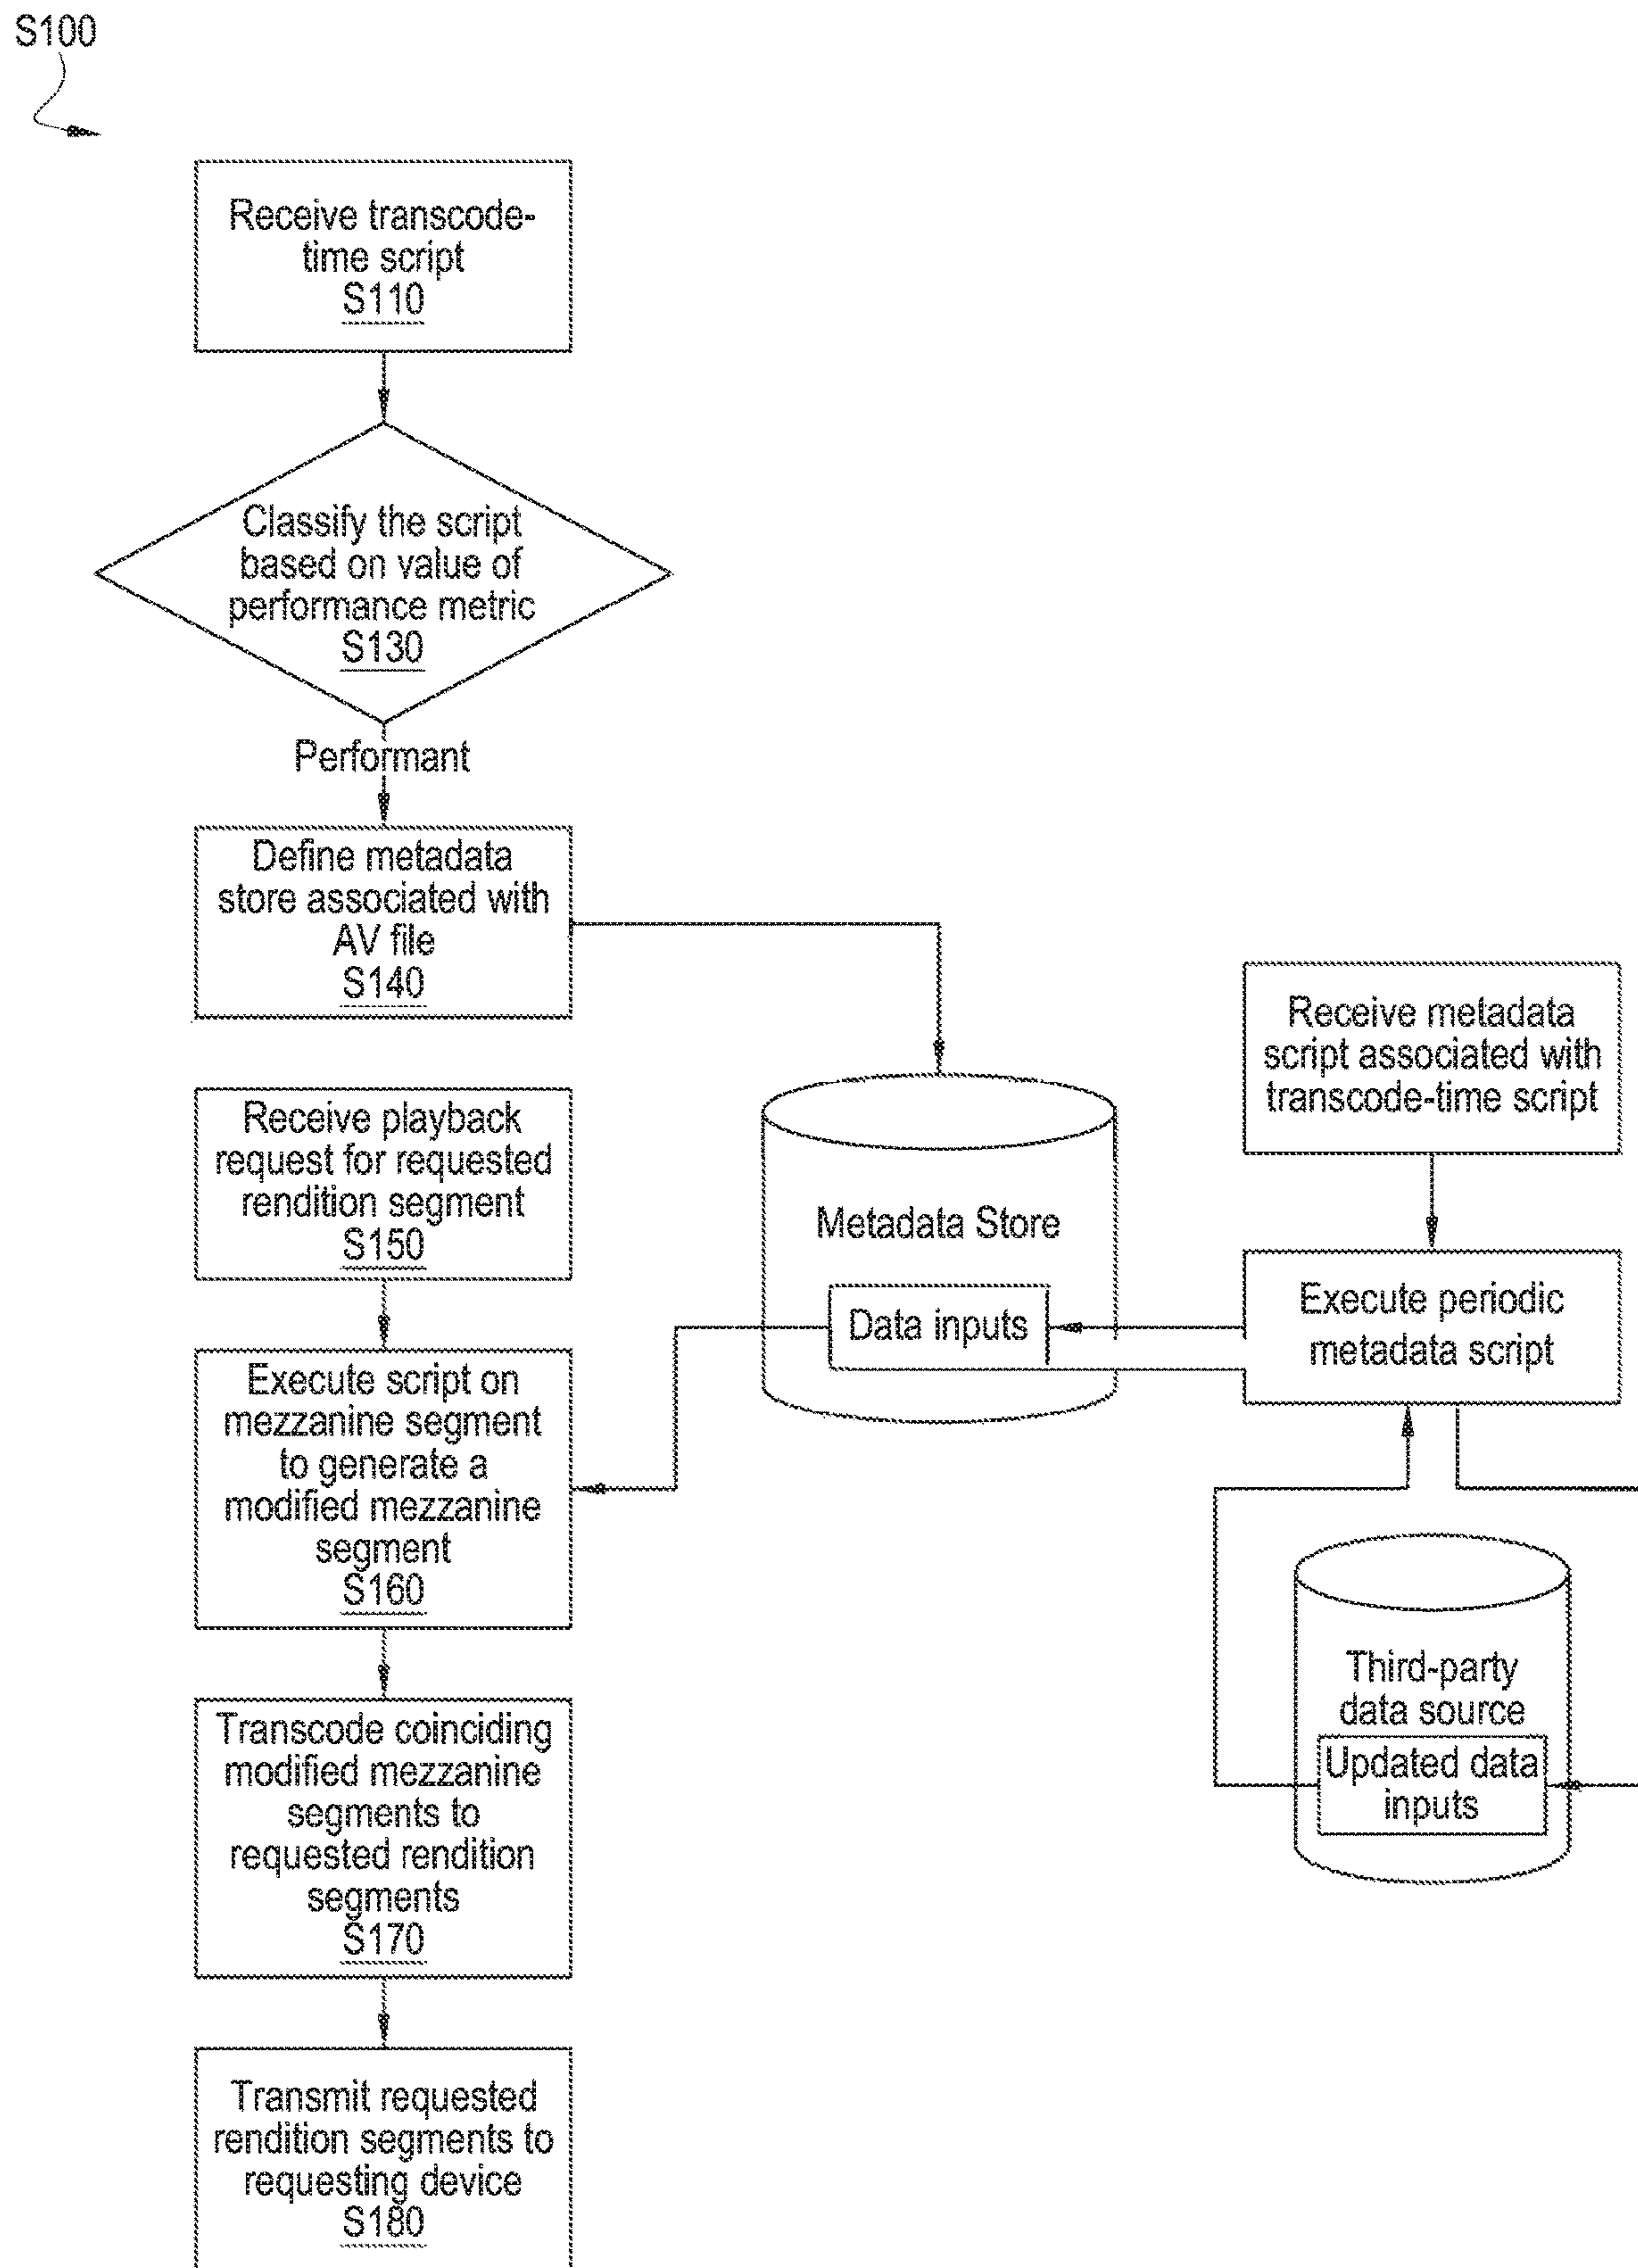 S100
Receive transcode-
time script
S110
Classify the script
based on value of
performance metric
S130
Performant
Define metadata
store associated with
AV file
S140
Receive playback
request for requested
rendition segment
S150
Execute script on
mezzanine segment
to generate a
modified mezzanine
segment
S160
Transcode coinciding
modified mezzanine
segments to
requested rendition
segments
S170
Transmit requested
rendition segments to
requesting device
S180
Metadata Store
Data inputs
Receive metadata
script associated with
transcode-time script
Execute periodic
metadata script
Third-party
data source
Updated data
inputs